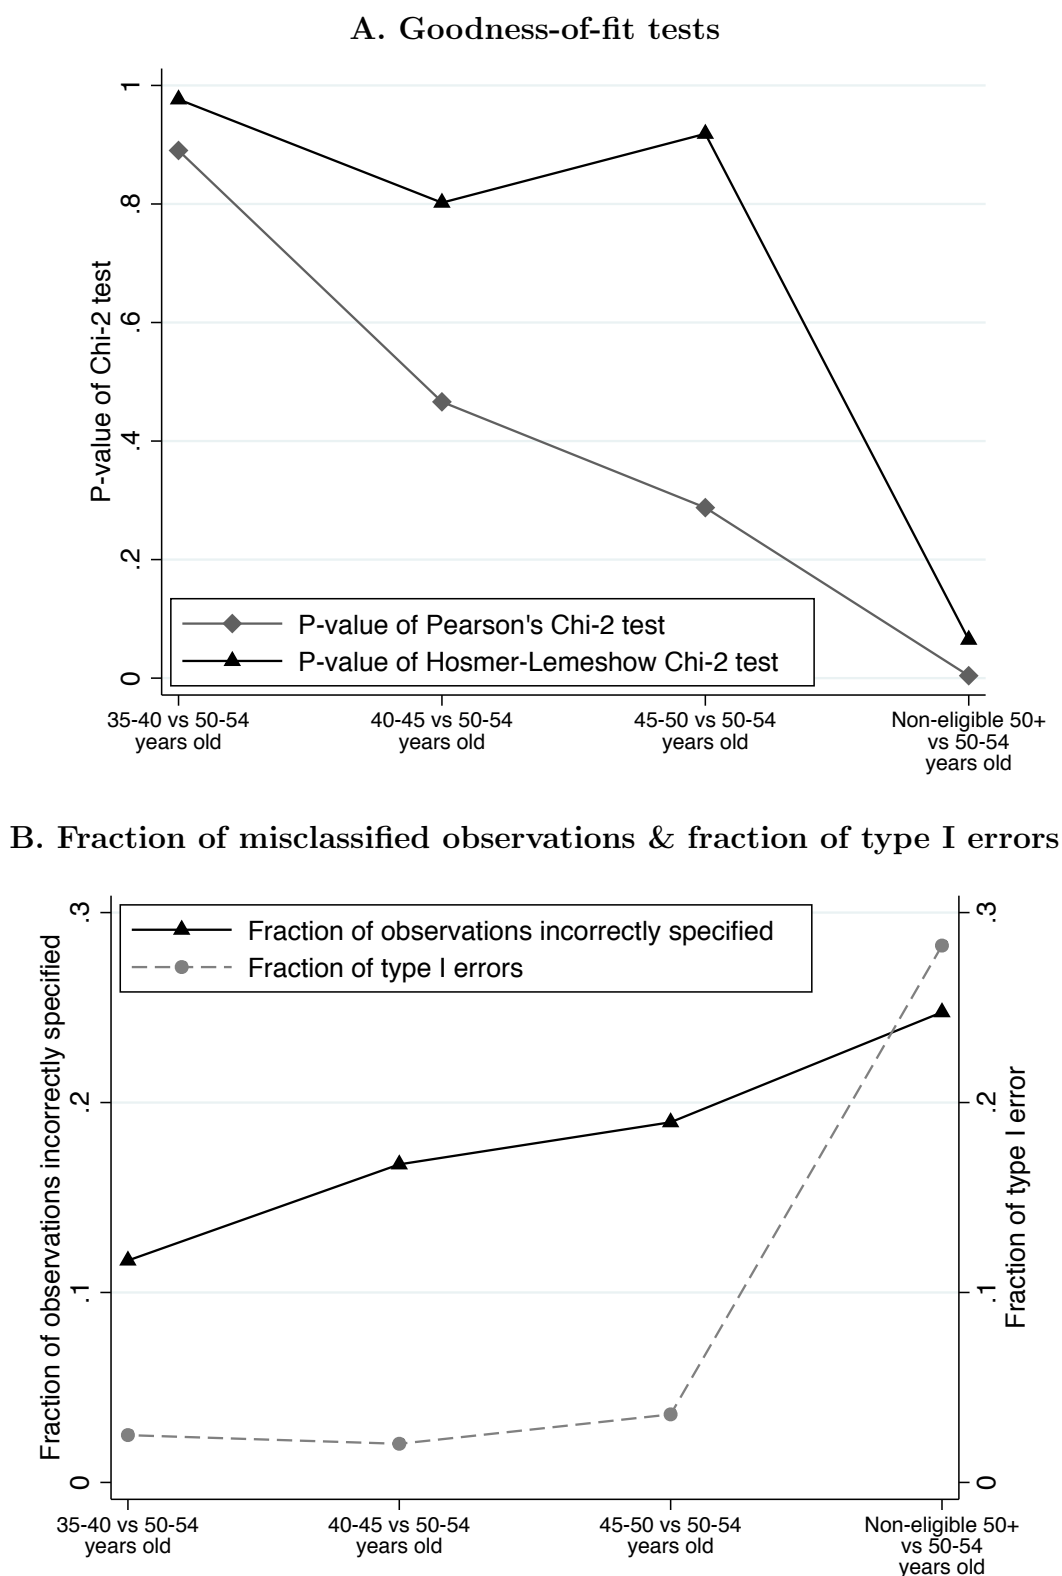 A. Goodness-of-fit tests
P-value of Chi-2 test
1
.8
.6
.4
.2
0
P-value of Pearson's Chi-2 test
P-value of Hosmer-Lemeshow Chi-2 test
35-40 vs 50-54
years old
40-45 vs 50-54
years old
45-50 vs 50-54
years old
Non-eligible 50+
vs 50-54
years old
B. Fraction of misclassified observations & fraction of type I errors
Fraction of observations incorrectly specified
.3
.2
.1
0
Fraction of observations incorrectly specified
Fraction of type I errors
.3
.2
.1
0
Fraction of type I error
35-40 vs 50-54
years old
40-45 vs 50-54
years old
45-50 vs 50-54
years old
Non-eligible 50+
vs 50-54
years old